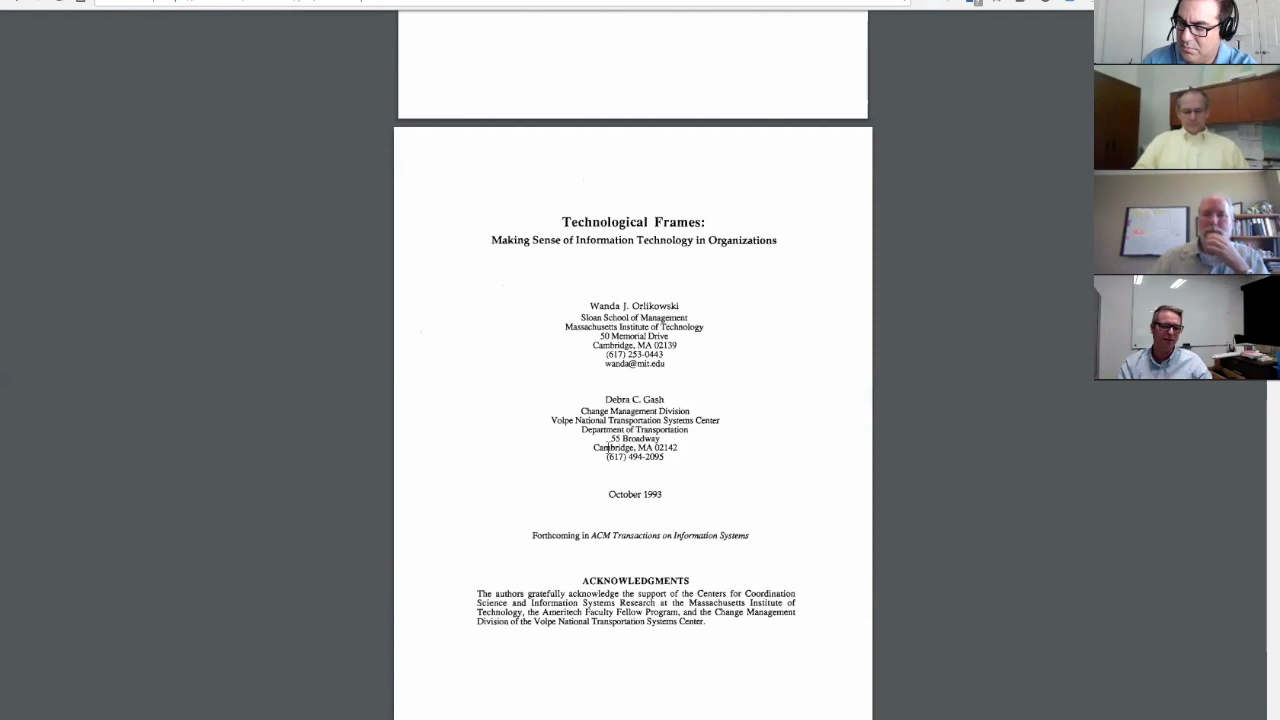 Technological Frames:
Making Sense of Information Technology in Organizations
Wanda J. Orlikowski
Sloan School of Management
Massachusetts Institute of Technology
50 Memorial Drive
Cambridge, MA 02139
(617) 253-0443
wanda@mit.edu
Debra C. Gash
Change Management Division
Volpe National Transportation Systems Center
Department of Transportation
55 Broadway
Cambridge, MA 02142
(617) 494-2095
October 1993
Forthcoming in ACM Transactions on Information Systems
ACKNOWLEDGMENTS
The authors gratefully acknowledge the support of the Centers for Coordination
Science and Information Systems Research at the Massachusetts Institute of
Technology, the Ameritech Faculty Fellow Program, and the Change Management
Division of the Volpe National Transportation Systems Center.